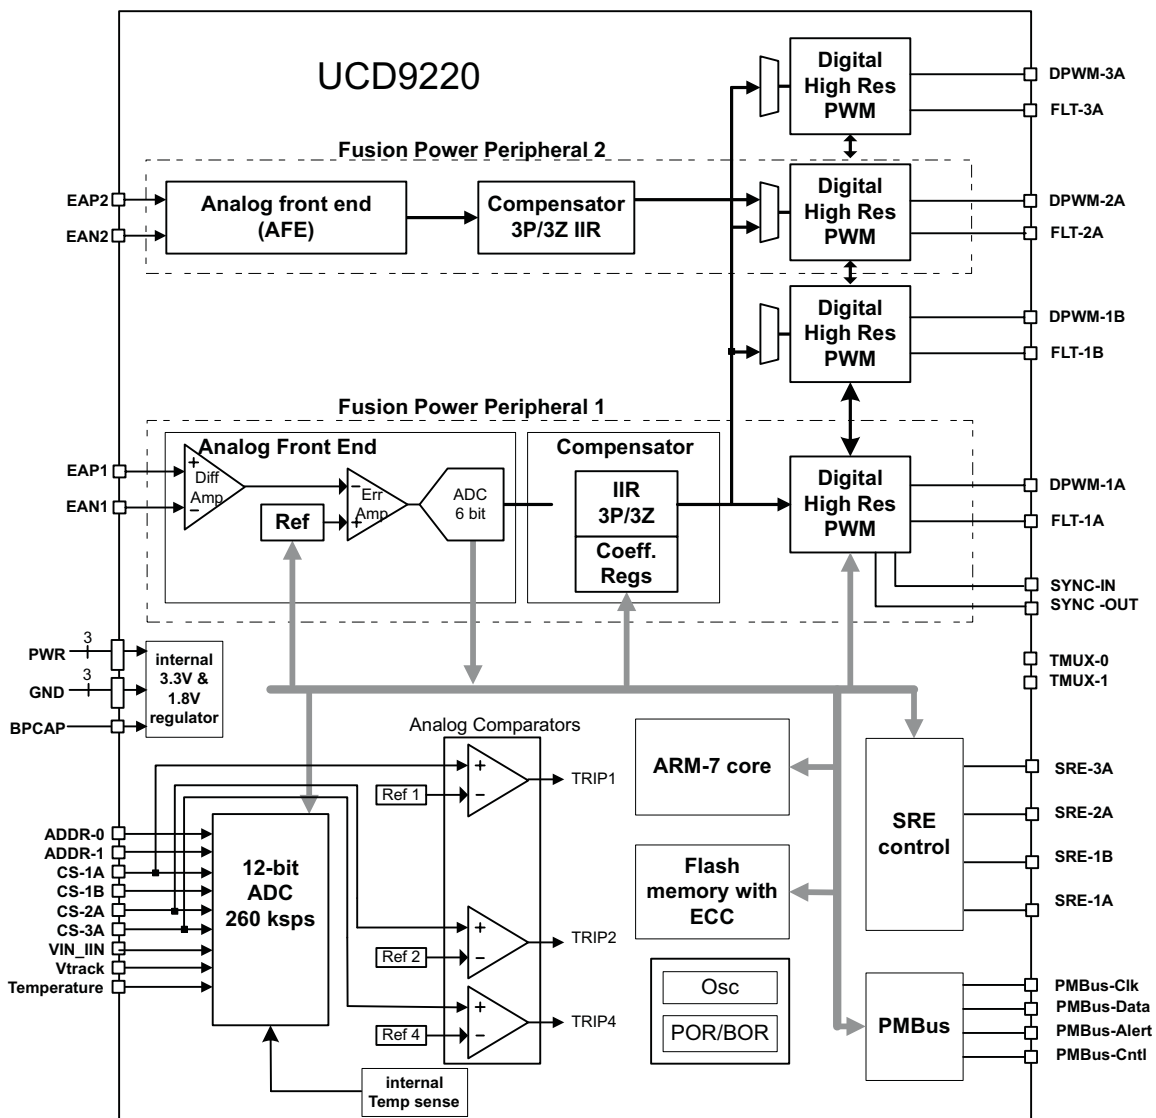 UCD9220
Digital
High Res
PWM
DPWM-3A
FLT-3A
Fusion Power Peripheral 2
EAP2
EAN2
Analog front end
(AFE)
Compensator
3P/3Z IIR
Digital
High Res
PWM
DPWM-2A
FLT-2A
Digital
High Res
PWM
DPWM-1B
FLT-1B
Fusion Power Peripheral 1
Analog Front End
Compensator
EAP1
EAN1
+
Diff
Amp
−
Ref
−
Err
Amp
+
ADC
6 bit
IIR
3P/3Z
Coeff.
Regs
Digital
High Res
PWM
DPWM-1A
FLT-1A
SYNC-IN
SYNC -OUT
PWR
3
GND
3
BPCAP
internal
3.3V &
1.8V
regulator
TMUX-0
TMUX-1
Analog Comparators
+
−
Ref 1
TRIP1
+
−
Ref 2
TRIP2
+
−
Ref 4
TRIP4
ADDR-0
ADDR-1
CS-1A
CS-1B
CS-2A
CS-3A
VIN_IIN
Vtrack
Temperature
12-bit
ADC
260 ksps
internal
Temp sense
ARM-7 core
Flash
memory with
ECC
Osc
POR/BOR
SRE
control
SRE-3A
SRE-2A
SRE-1B
SRE-1A
PMBus
PMBus-Clk
PMBus-Data
PMBus-Alert
PMBus-Cntl